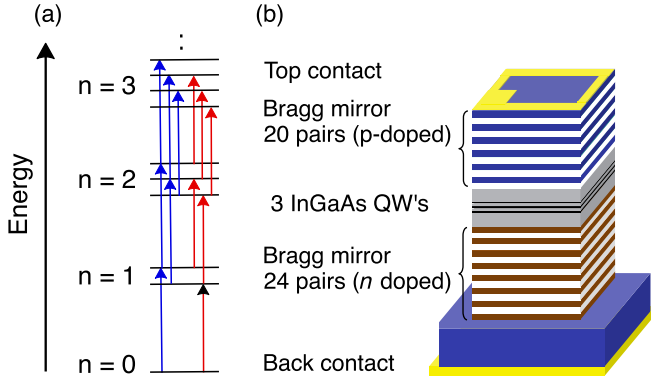 (a)
Energy
:
n = 3
n = 2
n = 1
n = 0
(b)
Top contact
Bragg mirror
20 pairs (p-doped)
3 InGaAs QW's
Bragg mirror
24 pairs (n doped)
Back contact